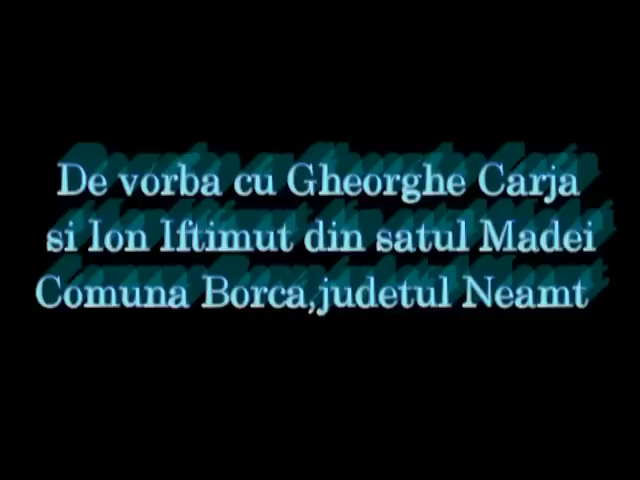 De vorba cu Gheorghe Carja
si Ion Iftimut din satul Madei
Comuna Borca,judetul Neamt